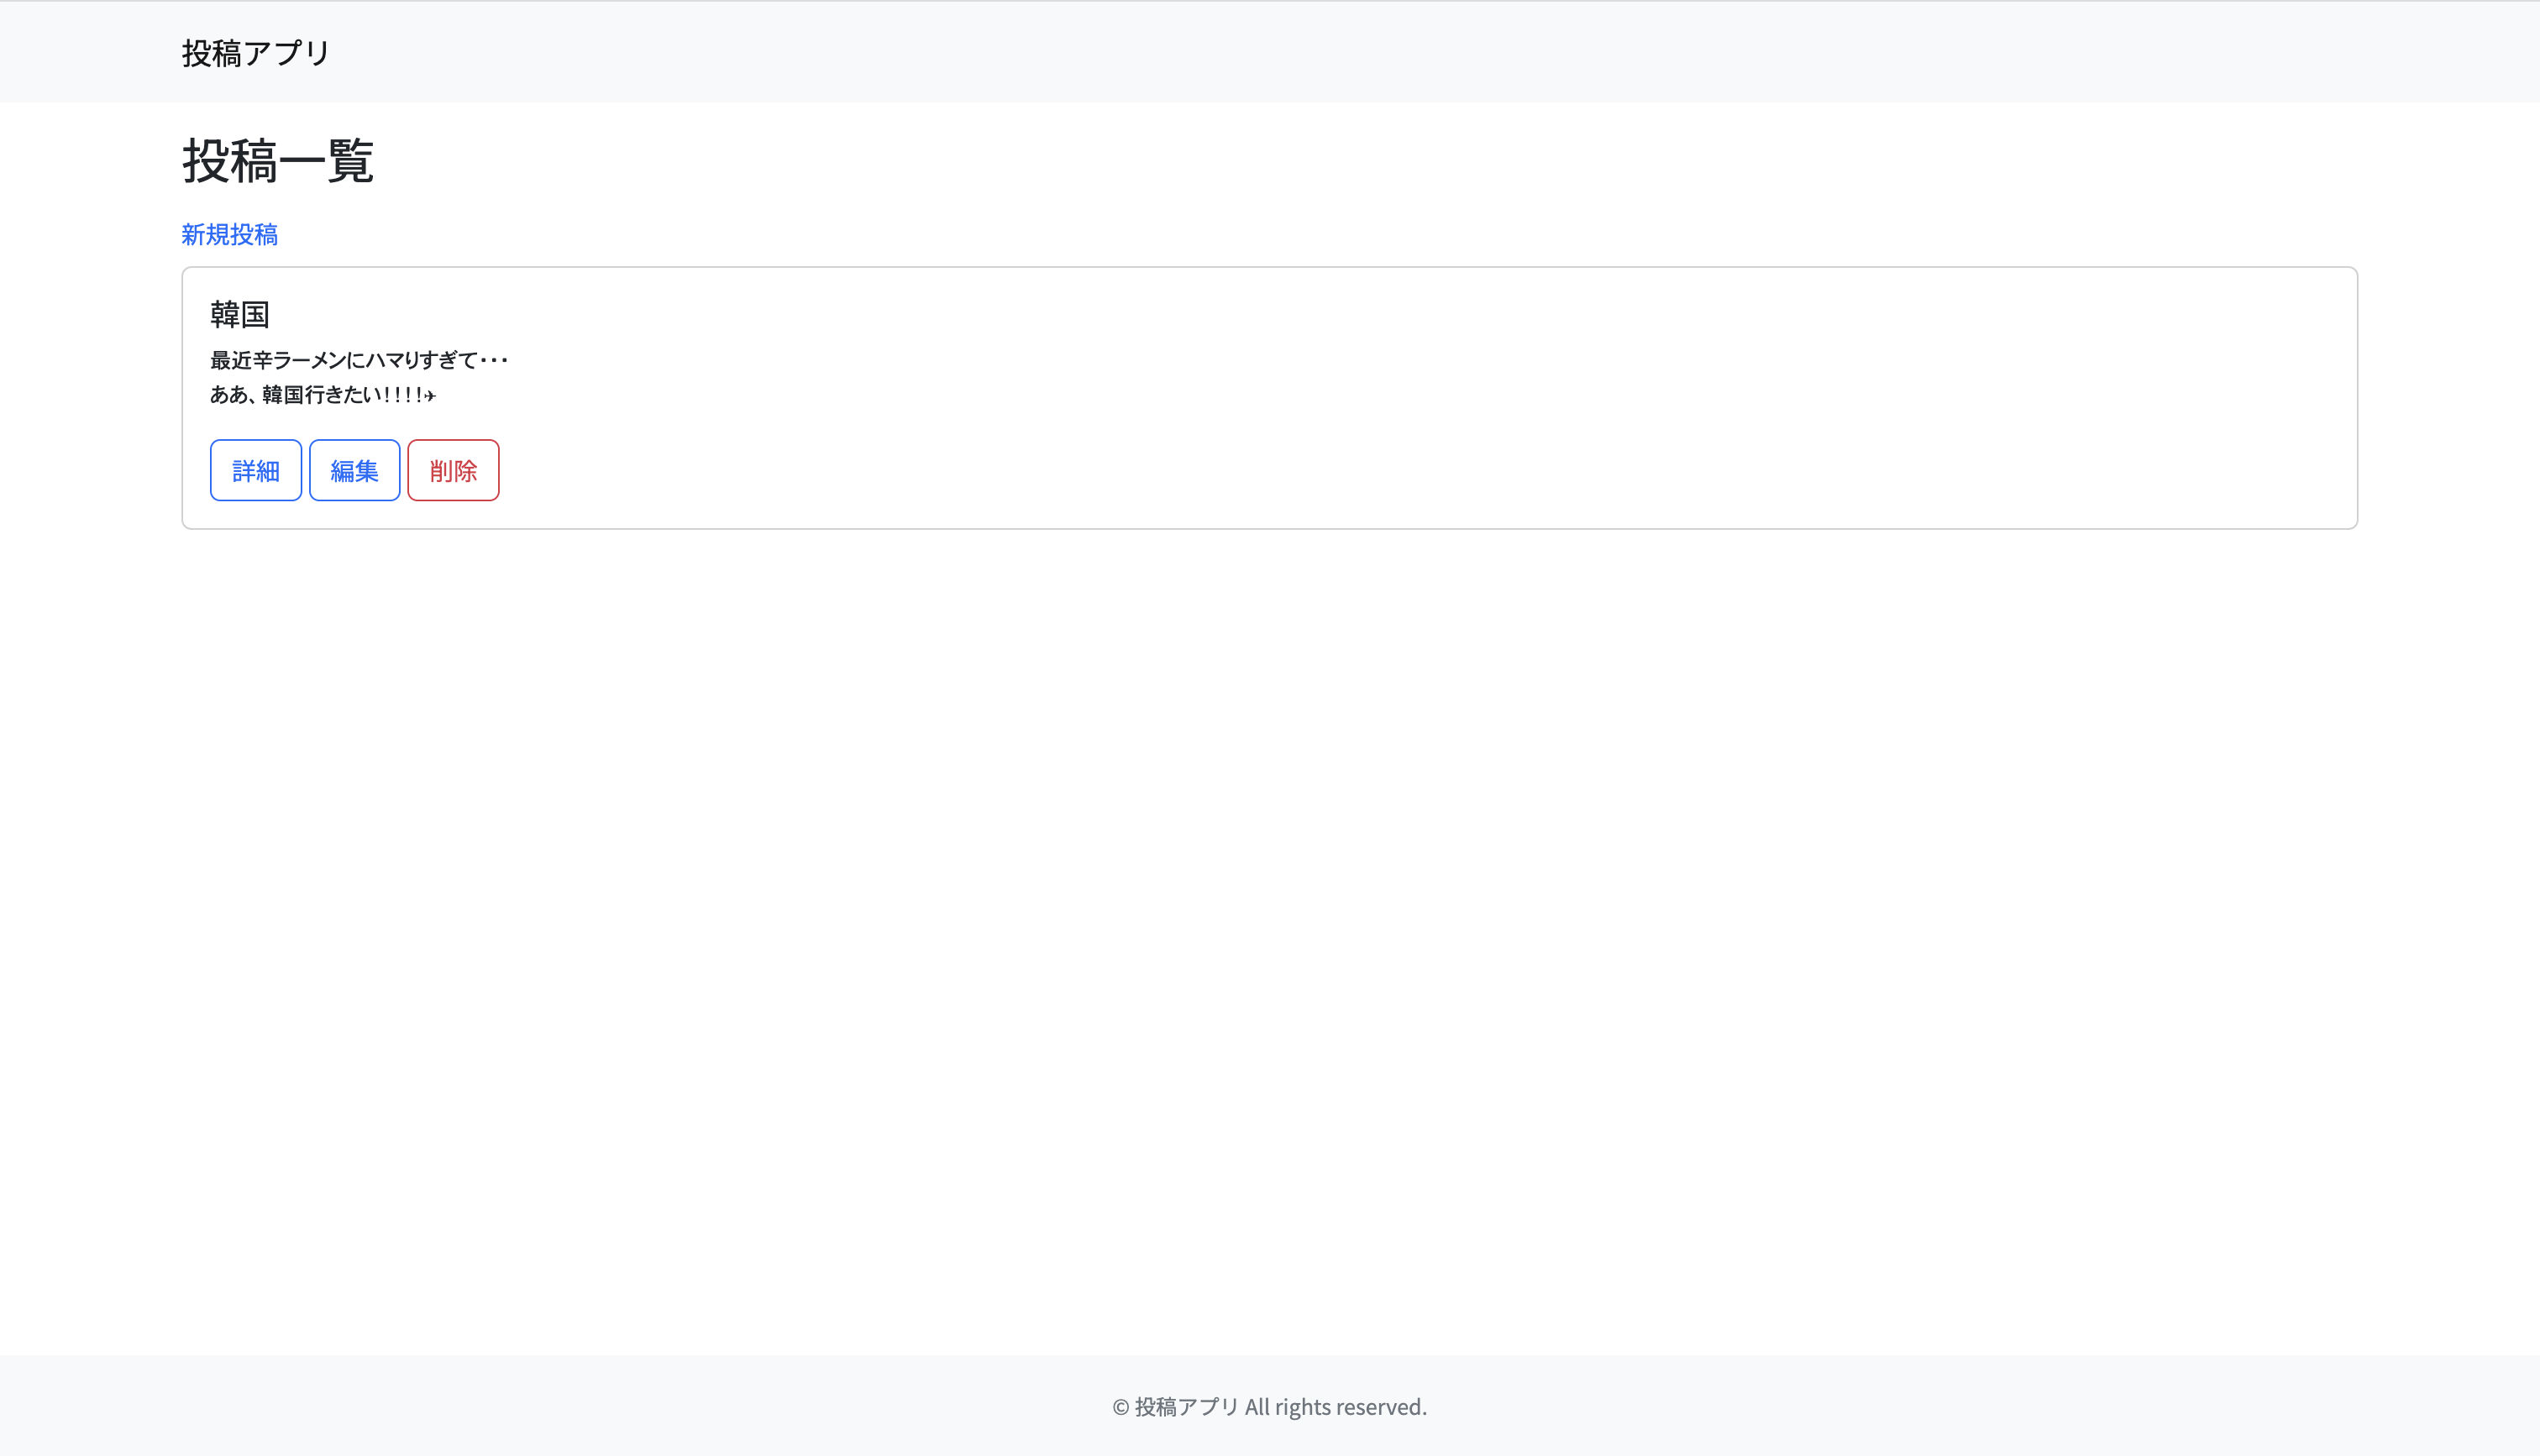 投稿アプリ
投稿一覧
新規投稿
韓国
最近辛ラーメンにハマりすぎて・・・
ああ、韓国行きたい！！！！✈
詳細 編集 削除
© 投稿アプリ All rights reserved.